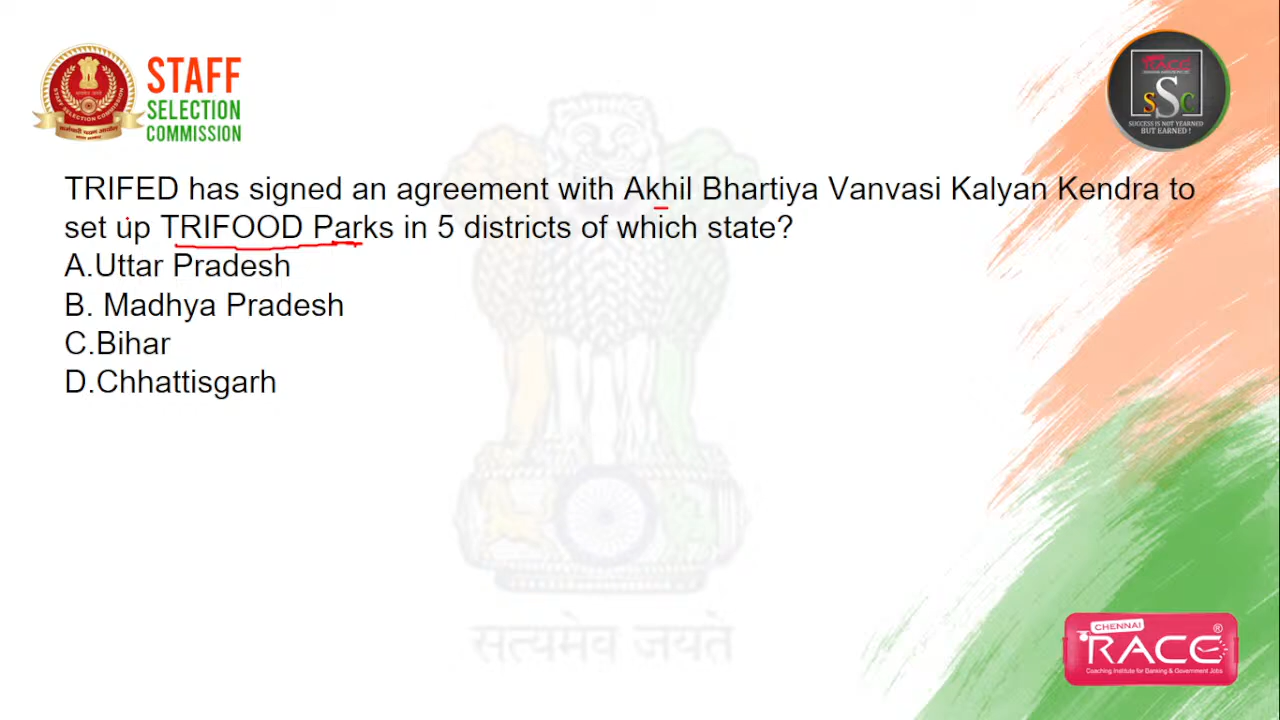 STAFF
SELECTION
COMMISSION
RACE
SSC
SUCCESS IS NOT YEARNED
BUT EARNED !
TRIFED has signed an agreement with Akhil Bhartiya Vanvasi Kalyan Kendra to
set up TRIFOOD Parks in 5 districts of which state?
A.Uttar Pradesh
B. Madhya Pradesh
C.Bihar
D.Chhattisgarh
सत्यमेव जयते
CHENNAI
RACE®
Coaching Institute for Banking & Government Jobs